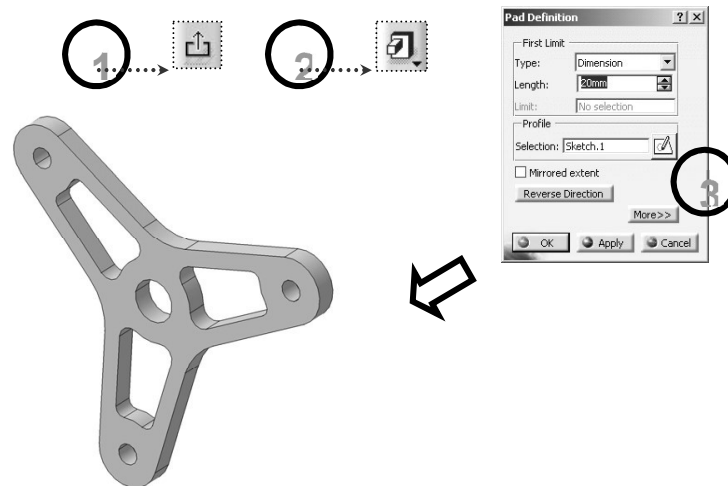 1
2
Pad Definition
? X
First Limit
Type: Dimension
Length: 20mm
Limit: No selection
Profile
Selection: Sketch.1
Mirrored extent
Reverse Direction
3
More>>
OK Apply Cancel